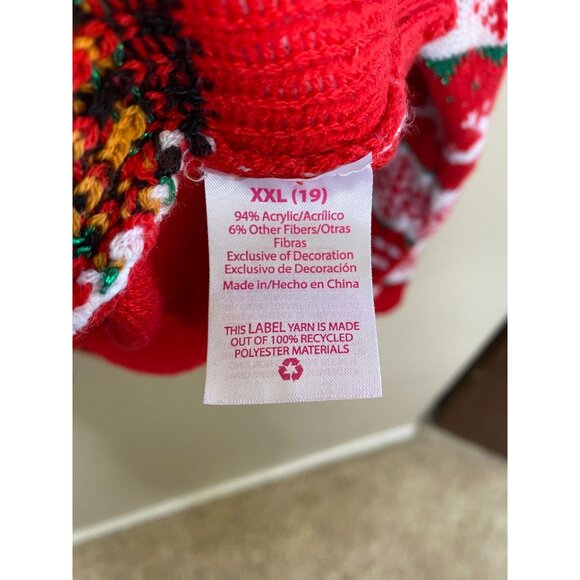 XXL (19)
94% Acrylic/Acrílico
6% Other Fibers/Otras
Fibras
Exclusive of Decoration
Exclusivo de Decoración
Made in/Hecho en China
THIS LABEL YARN IS MADE
OUT OF 100% RECYCLED
POLYESTER MATERIALS